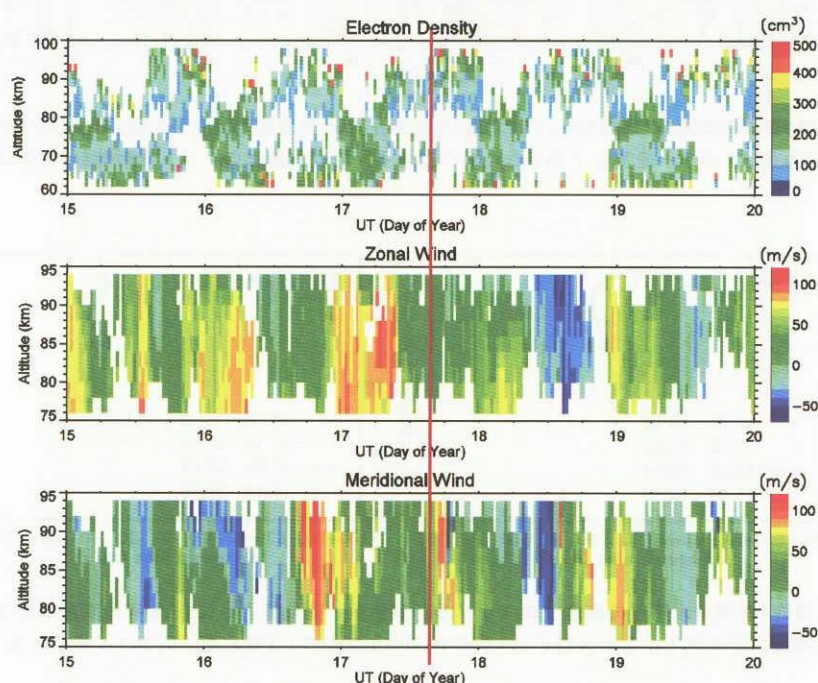 Electron Density
(cm³)
100
90
80
70
60
Altitude (km)
500
400
300
200
100
0
15 16 17 18 19 20
UT (Day of Year)
Zonal Wind
(m/s)
95
90
85
80
75
Altitude (km)
100
50
0
−50
15 16 17 18 19 20
UT (Day of Year)
Meridional Wind
(m/s)
95
90
85
80
75
Altitude (km)
100
50
0
−50
15 16 17 18 19 20
UT (Day of Year)